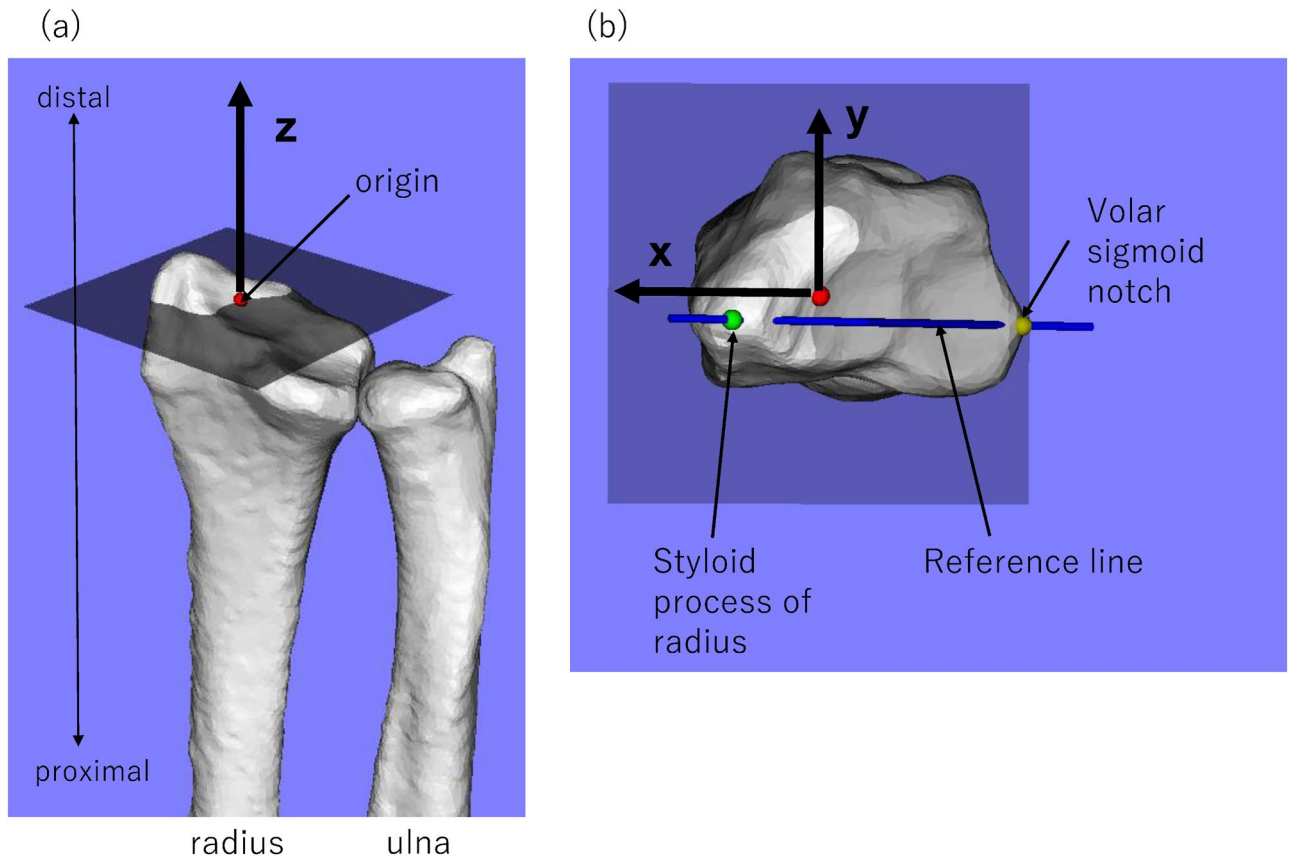 (a)
distal
z
origin
proximal
radius
ulna
(b)
y
x
Volar
sigmoid
notch
Styloid
process of
radius
Reference line